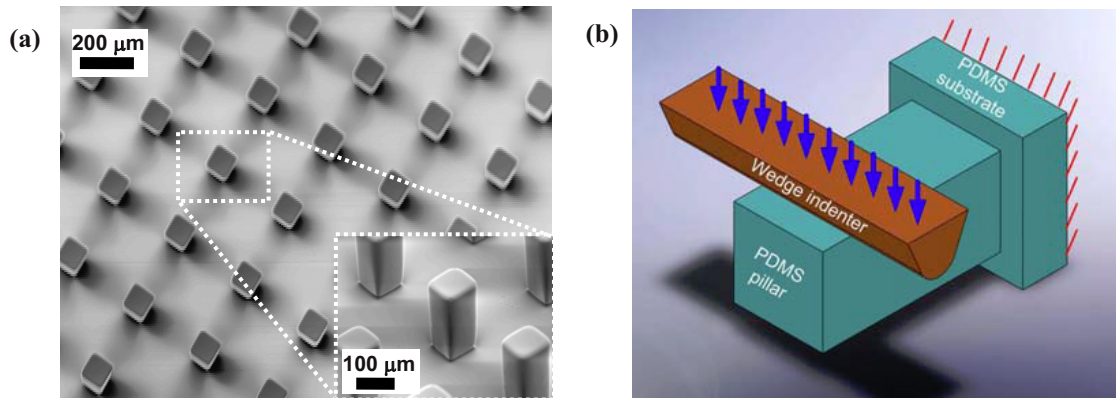 (a)
200 μm
100 μm
(b)
PDMS
substrate
Wedge indenter
PDMS
pillar